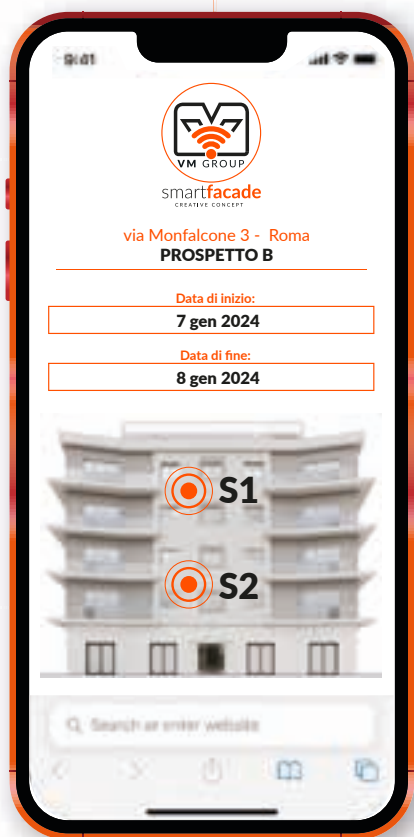 9:41
VM GROUP
smartfacade
CREATIVE CONCEPT
via Monfalcone 3 - Roma
PROSPETTO B
Data di inizio:
7 gen 2024
Data di fine:
8 gen 2024
S1
S2
Search or enter website